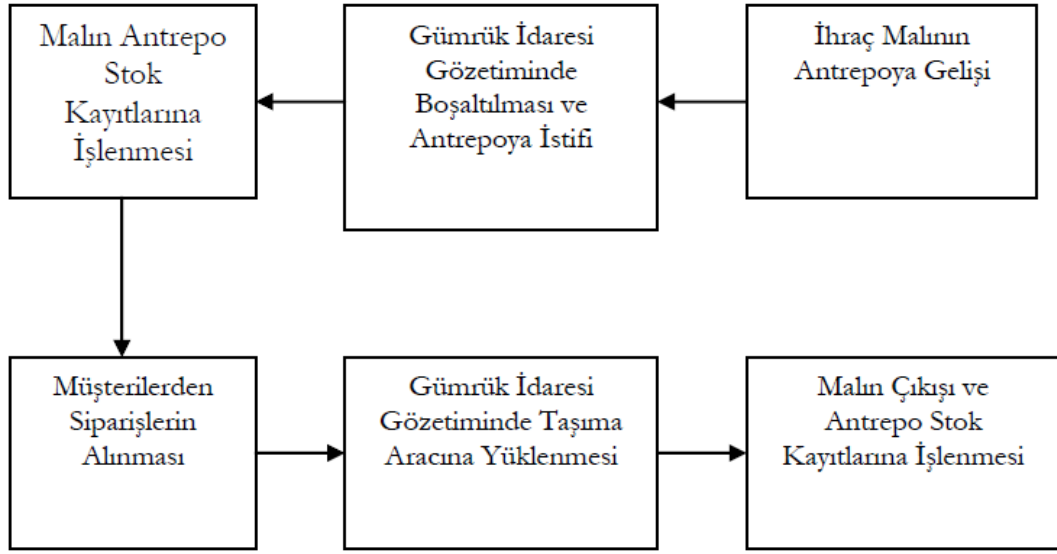 Malın Antrepo
Stok
Kayıtlarına
İşlenmesi
Gümrük İdaresi
Gözetiminde
Boşaltılması ve
Antrepoya İstifi
İhraç Malının
Antrepoya Gelişi
Müşterilerden
Siparişlerin
Alınması
Gümrük İdaresi
Gözetiminde Taşıma
Aracına Yüklenmesi
Malın Çıkışı ve
Antrepo Stok
Kayıtlarına İşlenmesi